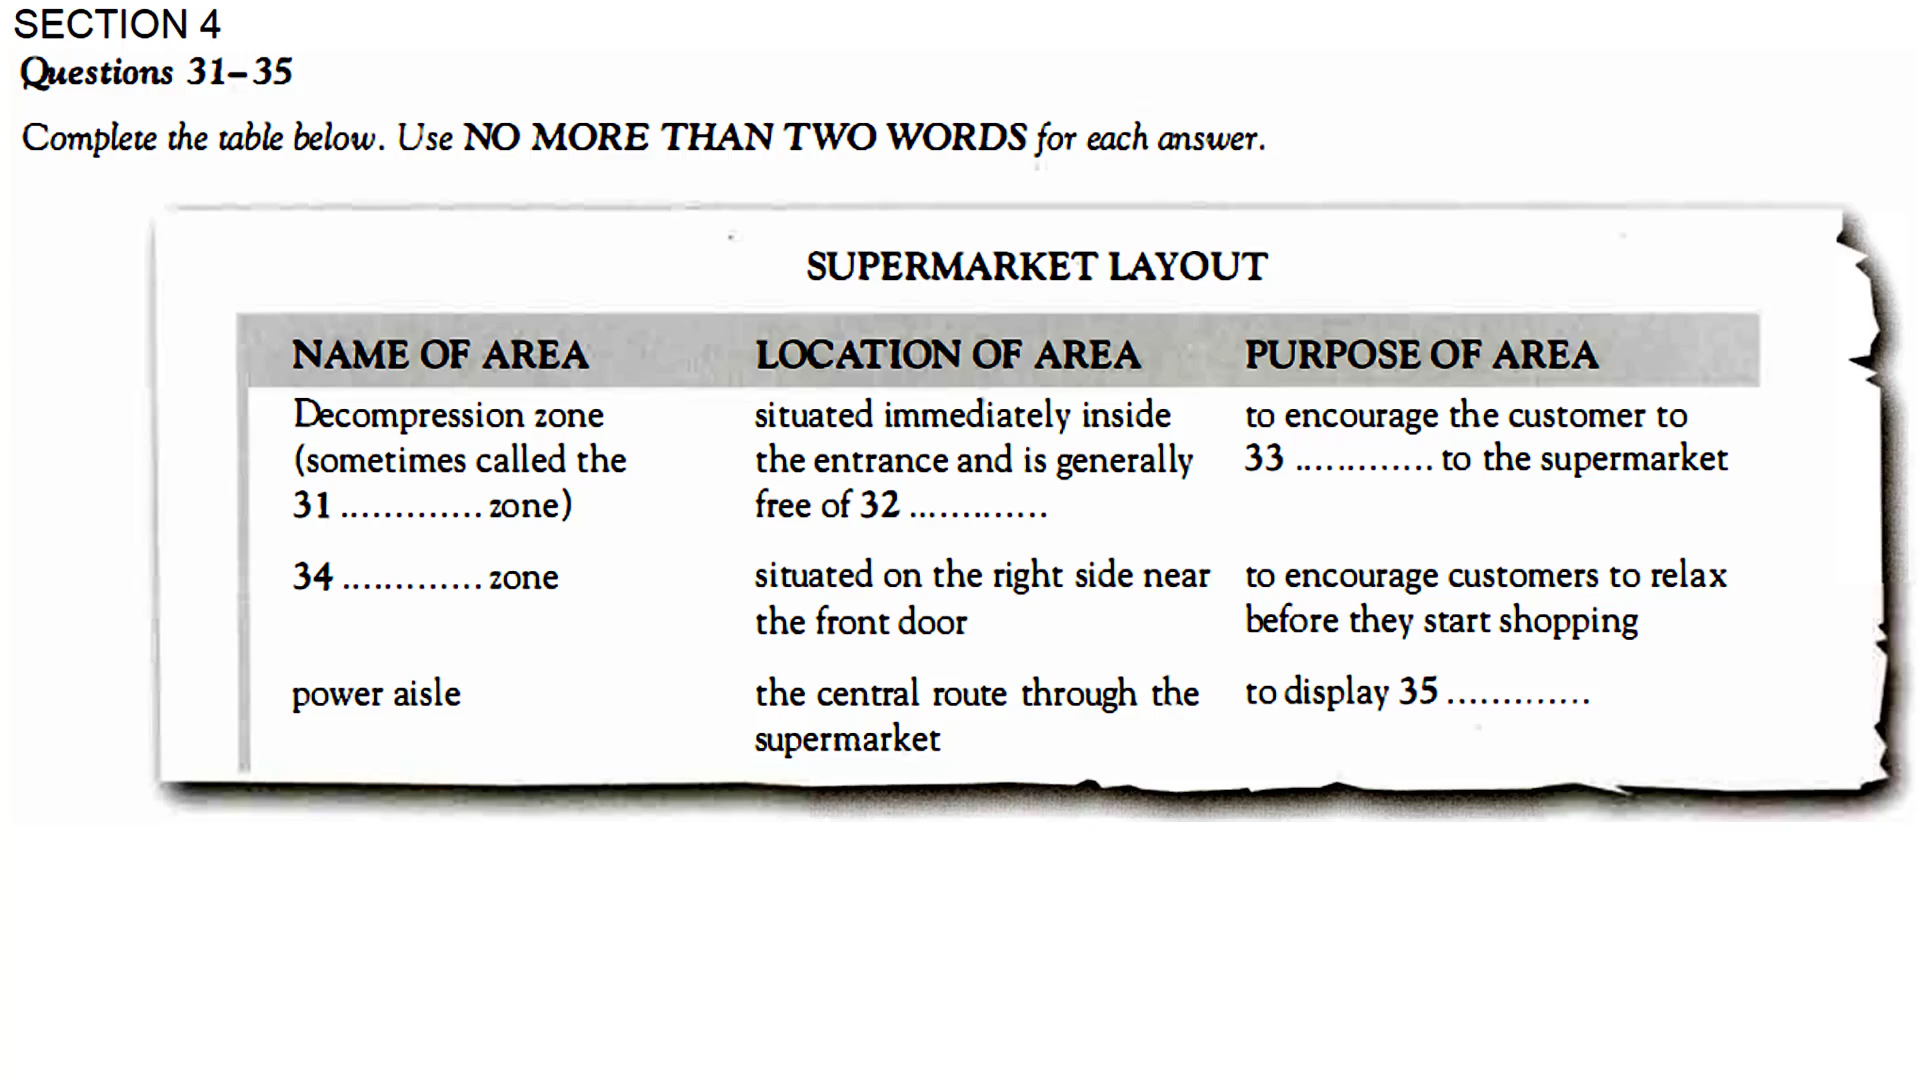 SECTION 4
Questions 31–35
Complete the table below. Use NO MORE THAN TWO WORDS for each answer.
SUPERMARKET LAYOUT
NAME OF AREA LOCATION OF AREA PURPOSE OF AREA
Decompression zone situated immediately inside to encourage the customer to
(sometimes called the the entrance and is generally 33 ............. to the supermarket
31 ............. zone) free of 32 .............
34 ............. zone situated on the right side near to encourage customers to relax
the front door before they start shopping
power aisle the central route through the to display 35 .............
supermarket